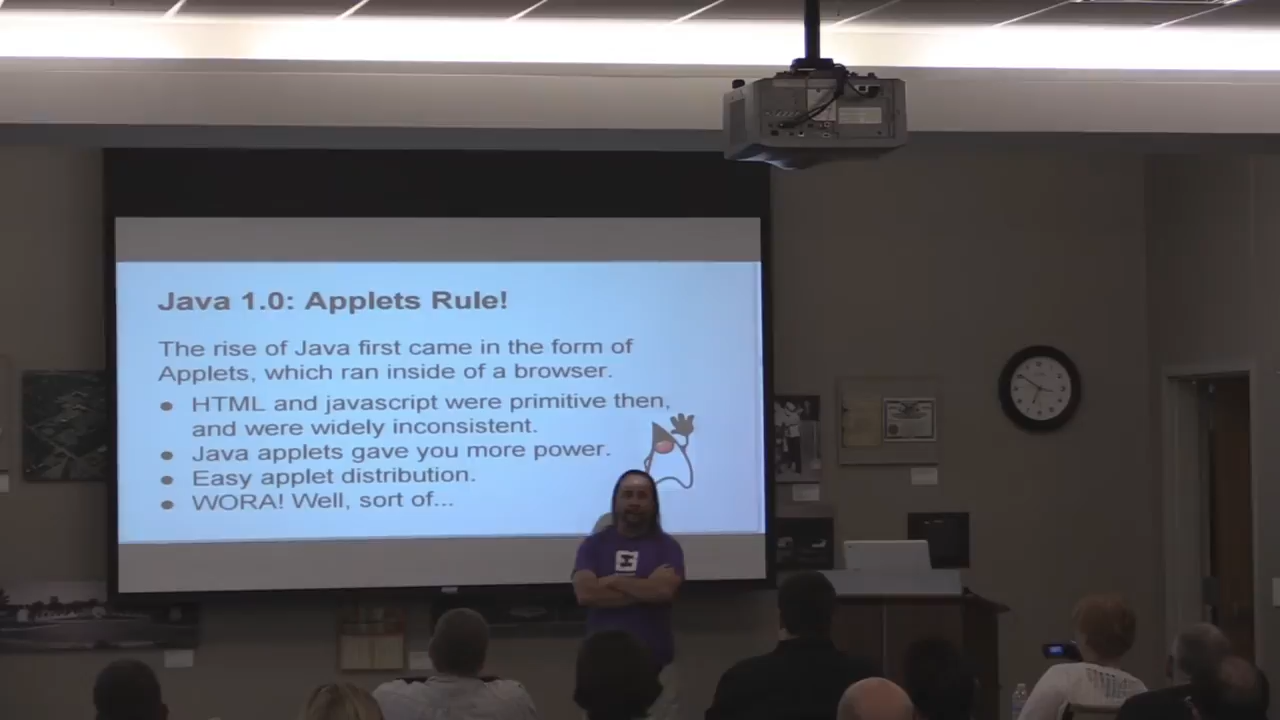 Java 1.0: Applets Rule!
The rise of Java first came in the form of
Applets, which ran inside of a browser.
● HTML and javascript were primitive then,
and were widely inconsistent.
● Java applets gave you more power.
● Easy applet distribution.
● WORA! Well, sort of...